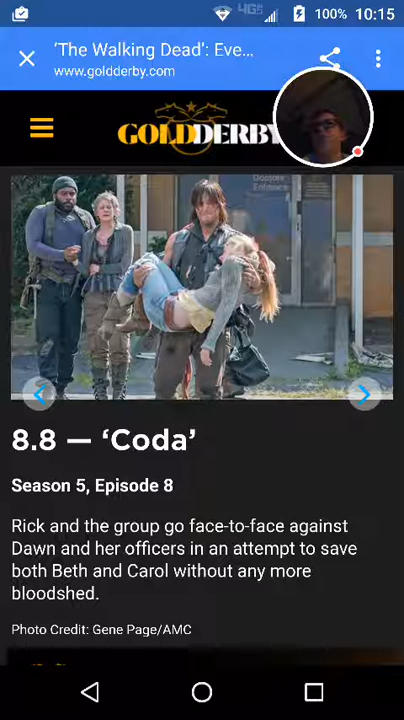 4G
100% 10:15
'The Walking Dead': Eve...
www.goldderby.com
GOLDDERBY
8.8 — 'Coda'
Season 5, Episode 8
Rick and the group go face-to-face against
Dawn and her officers in an attempt to save
both Beth and Carol without any more
bloodshed.
Photo Credit: Gene Page/AMC